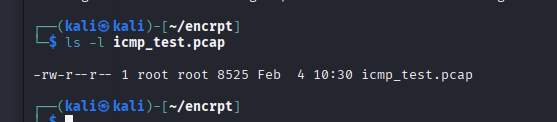 ┌──(kali㉿kali)-[~/encrpt]
└─$ ls -l icmp_test.pcap
-rw-r--r-- 1 root root 8525 Feb  4 10:30 icmp_test.pcap
┌──(kali㉿kali)-[~/encrpt]
└─$